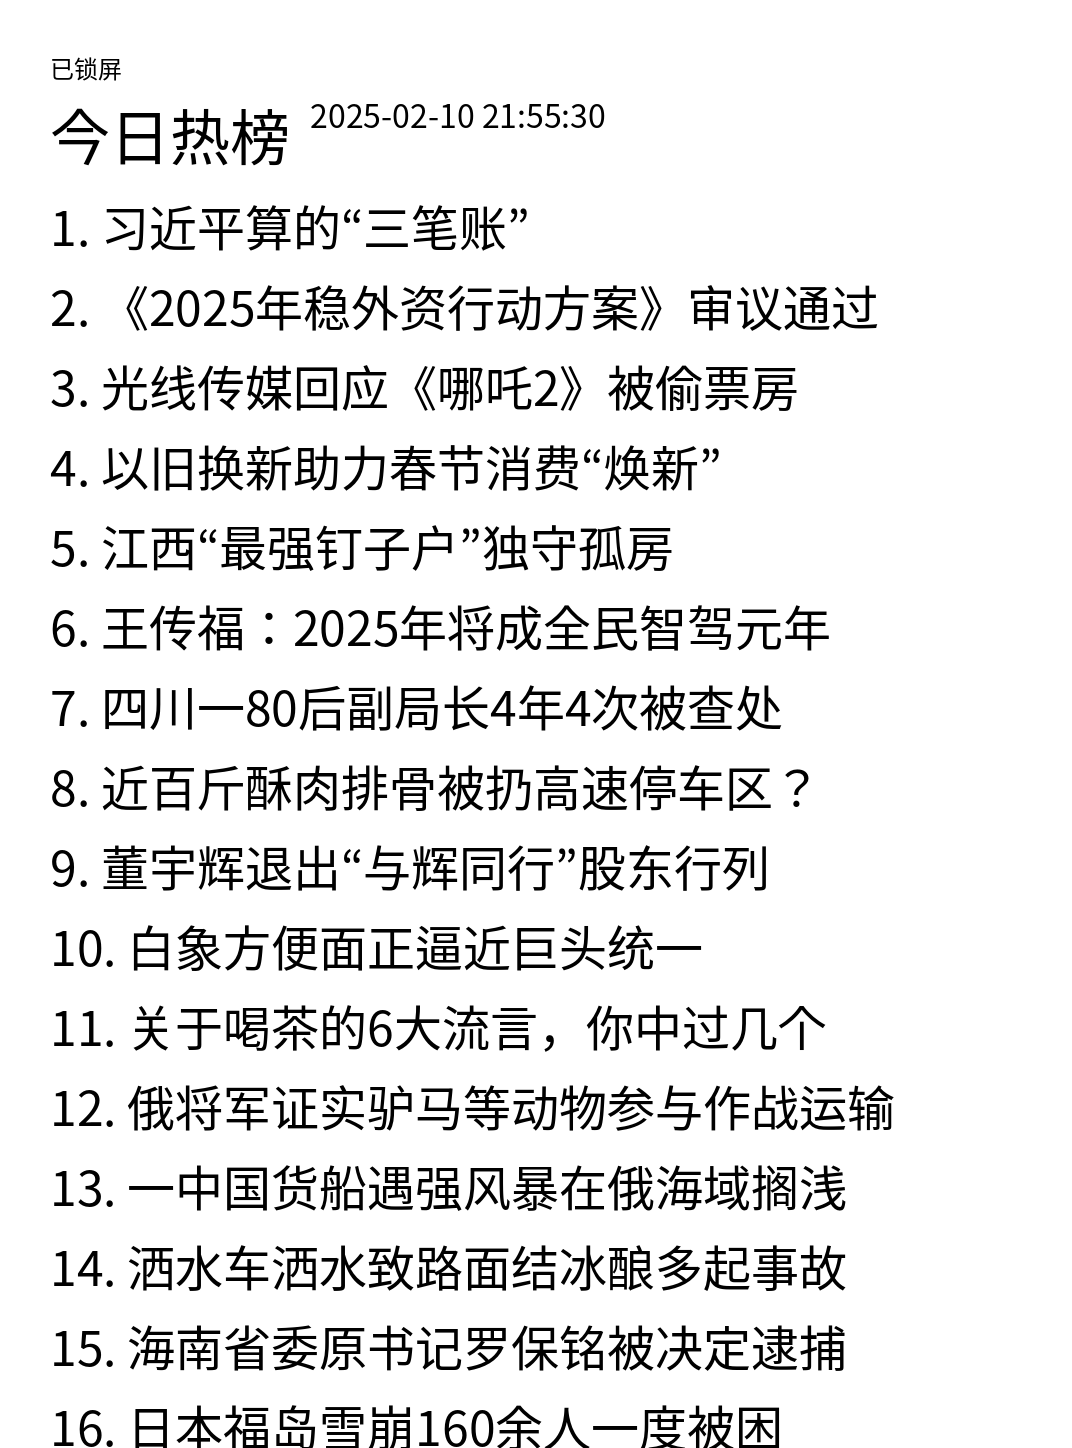 已锁屏
今日热榜 2025-02-10 21:55:30
1. 习近平算的“三笔账”
2. 《2025年稳外资行动方案》审议通过
3. 光线传媒回应《哪吒2》被偷票房
4. 以旧换新助力春节消费“焕新”
5. 江西“最强钉子户”独守孤房
6. 王传福：2025年将成全民智驾元年
7. 四川一80后副局长4年4次被查处
8. 近百斤酥肉排骨被扔高速停车区？
9. 董宇辉退出“与辉同行”股东行列
10. 白象方便面正逼近巨头统一
11. 关于喝茶的6大流言，你中过几个
12. 俄将军证实驴马等动物参与作战运输
13. 一中国货船遇强风暴在俄海域搁浅
14. 洒水车洒水致路面结冰酿多起事故
15. 海南省委原书记罗保铭被决定逮捕
16. 日本福岛雪崩160余人一度被困